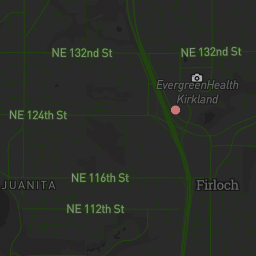 NE 132nd St
NE 132nd St
EvergreenHealth
Kirkland
NE 124th St
JUANITA
NE 116th St
Firloch
NE 112th St